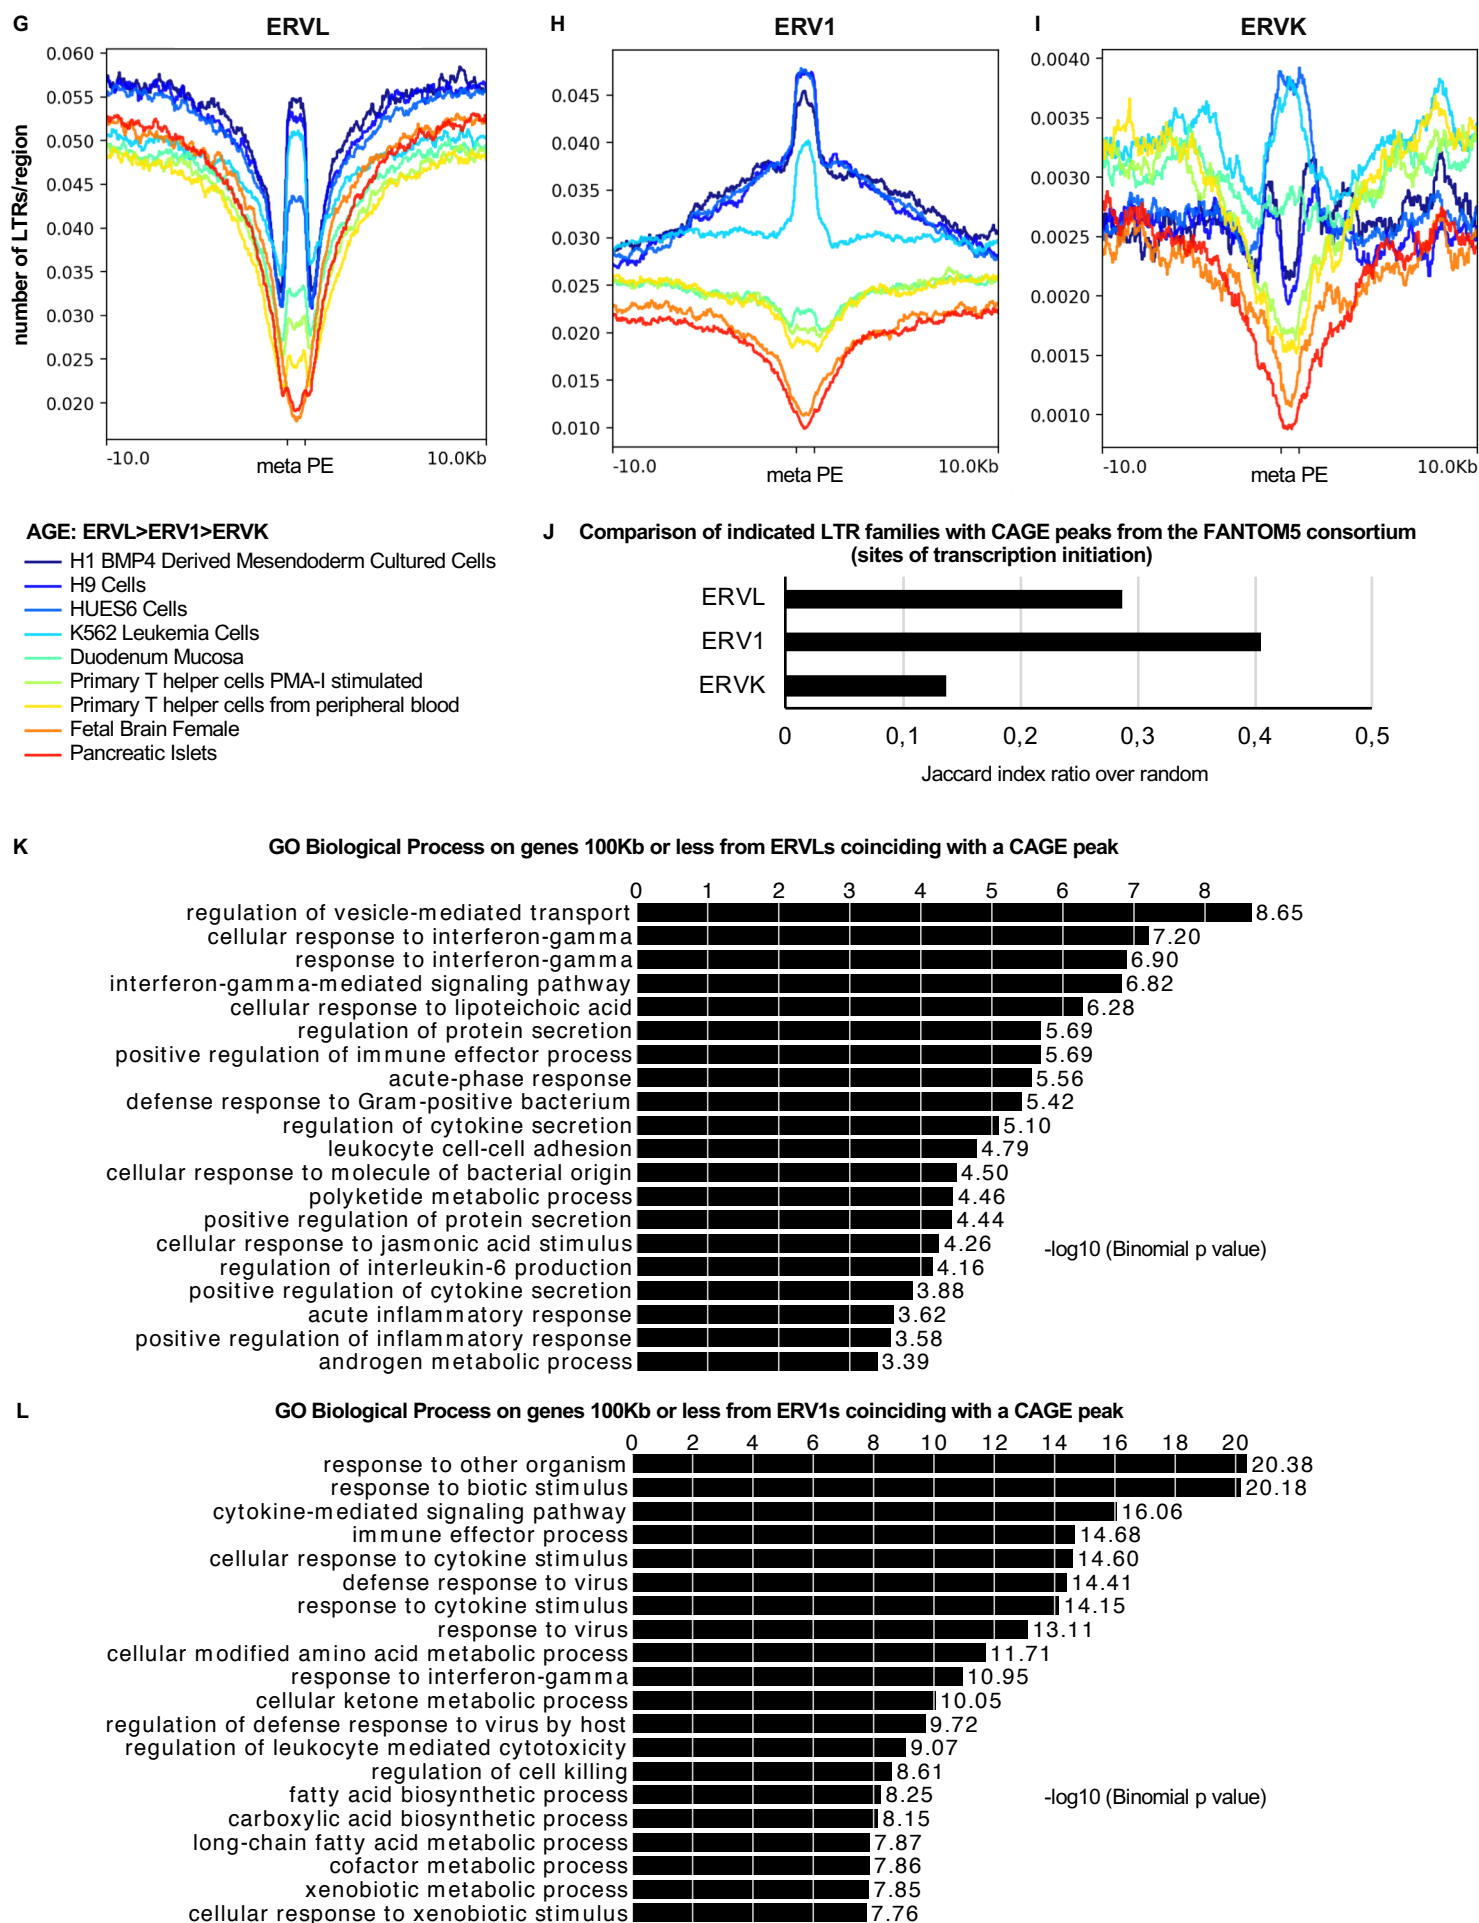 G ERVL H ERV1 I ERVK
number of LTRs/region
0.060
0.055
0.050
0.045
0.040
0.035
0.030
0.025
0.020
-10.0 meta PE 10.0Kb
0.045
0.040
0.035
0.030
0.025
0.020
0.015
0.010
-10.0 meta PE 10.0Kb
0.0040
0.0035
0.0030
0.0025
0.0020
0.0015
0.0010
-10.0 meta PE 10.0Kb
AGE: ERVL>ERV1>ERVK
H1 BMP4 Derived Mesendoderm Cultured Cells
H9 Cells
HUES6 Cells
K562 Leukemia Cells
Duodenum Mucosa
Primary T helper cells PMA-I stimulated
Primary T helper cells from peripheral blood
Fetal Brain Female
Pancreatic Islets
J Comparison of indicated LTR families with CAGE peaks from the FANTOM5 consortium
(sites of transcription initiation)
ERVL
ERV1
ERVK
0 0,1 0,2 0,3 0,4 0,5
Jaccard index ratio over random
K GO Biological Process on genes 100Kb or less from ERVLs coinciding with a CAGE peak
0 1 2 3 4 5 6 7 8
regulation of vesicle-mediated transport 8.65
cellular response to interferon-gamma 7.20
response to interferon-gamma 6.90
interferon-gamma-mediated signaling pathway 6.82
cellular response to lipoteichoic acid 6.28
regulation of protein secretion 5.69
positive regulation of immune effector process 5.69
acute-phase response 5.56
defense response to Gram-positive bacterium 5.42
regulation of cytokine secretion 5.10
leukocyte cell-cell adhesion 4.79
cellular response to molecule of bacterial origin 4.50
polyketide metabolic process 4.46
positive regulation of protein secretion 4.44
cellular response to jasmonic acid stimulus 4.26 -log10 (Binomial p value)
regulation of interleukin-6 production 4.16
positive regulation of cytokine secretion 3.88
acute inflammatory response 3.62
positive regulation of inflammatory response 3.58
androgen metabolic process 3.39
L GO Biological Process on genes 100Kb or less from ERV1s coinciding with a CAGE peak
0 2 4 6 8 10 12 14 16 18 20
response to other organism 20.38
response to biotic stimulus 20.18
cytokine-mediated signaling pathway 16.06
immune effector process 14.68
cellular response to cytokine stimulus 14.60
defense response to virus 14.41
response to cytokine stimulus 14.15
response to virus 13.11
cellular modified amino acid metabolic process 11.71
response to interferon-gamma 10.95
cellular ketone metabolic process 10.05
regulation of defense response to virus by host 9.72
regulation of leukocyte mediated cytotoxicity 9.07
regulation of cell killing 8.61
fatty acid biosynthetic process 8.25 -log10 (Binomial p value)
carboxylic acid biosynthetic process 8.15
long-chain fatty acid metabolic process 7.87
cofactor metabolic process 7.86
xenobiotic metabolic process 7.85
cellular response to xenobiotic stimulus 7.76